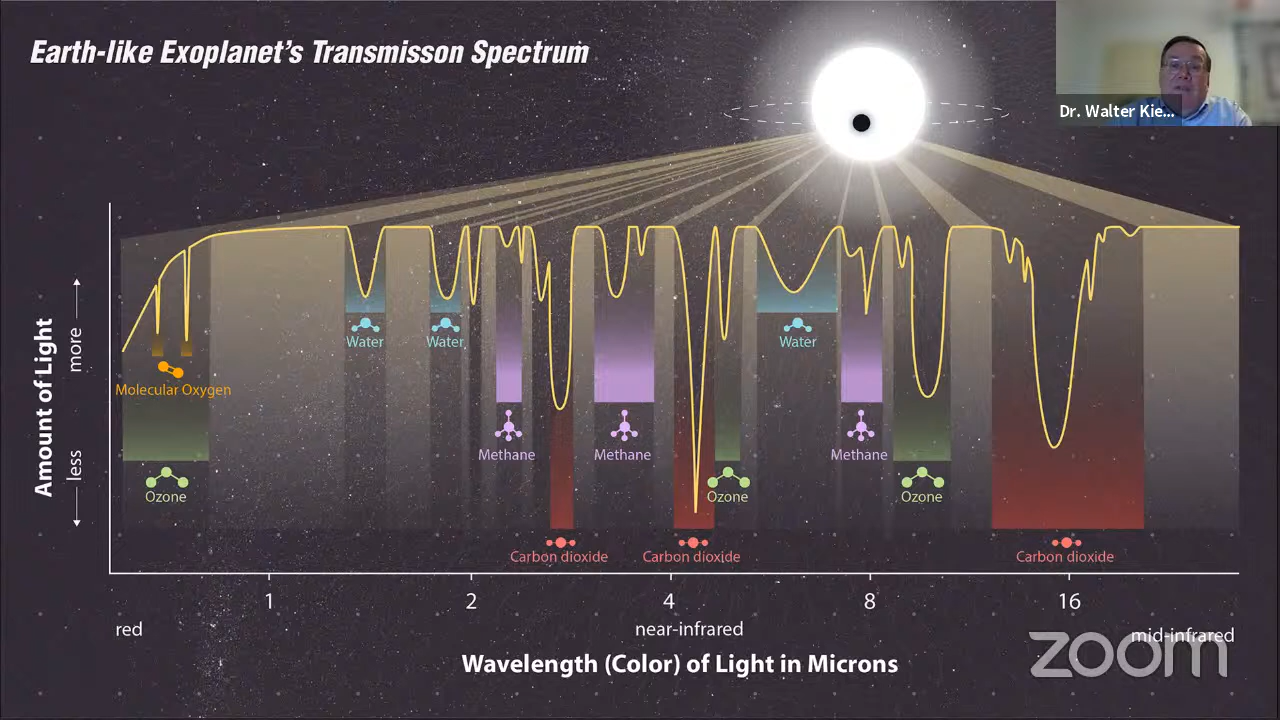 Earth-like Exoplanet's Transmisson Spectrum
Dr. Walter Kie...
Amount of Light
more
less
Water
Water
Water
Molecular Oxygen
Methane
Methane
Methane
Ozone
Ozone
Ozone
Carbon dioxide
Carbon dioxide
Carbon dioxide
1
2
4
8
16
red
near-infrared
mid-infrared
zoom
Wavelength (Color) of Light in Microns